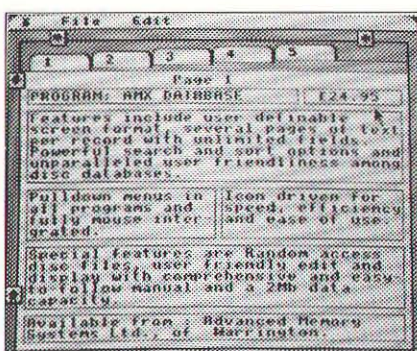 File Edit
1 2 3 4 5
Page 1
PROGRAM: AMX DATABASE £24.95
Features include user definable
screen format, several pages of text
per record with unlimited fields.
Powerful search & sort options and
unparalleled user friendliness among
disc databases.
Pulldown menus in
all programs and
all mouse inter
grated.
Icon driven for
speed, efficiency
and ease of use.
Special features are Random access
disc files, user friendly edit and
display with comprehensive and easy
to follow manual and a 2Mb data
capacity.
Available from Advanced Memory
Systems Ltd., of Warrington.